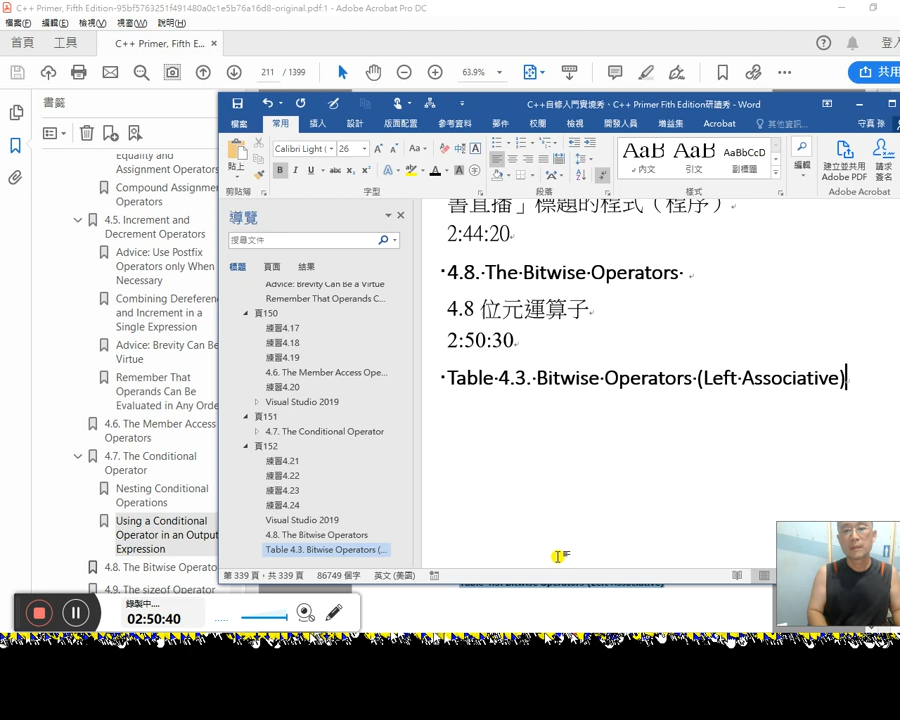 C++ Primer, Fifth Edition-95bf5763251f491480a0c1e5b76a16d8-original.pdf:1 - Adobe Acrobat Pro DC
檔案(F) 編輯(E) 檢視(V) 視窗(W) 說明(H)
首頁 工具 C++ Primer, Fifth E... ×
211 / 1399 63.9%
共用
書籤
Equality and
Assignment Operators
Compound Assignmen
Operators
4.5. Increment and
Decrement Operators
Advice: Use Postfix
Operators only When
Necessary
Combining Dereferenc
and Increment in a
Single Expression
Advice: Brevity Can Be
Virtue
Remember That
Operands Can Be
Evaluated in Any Orde
4.6. The Member Access
Operators
4.7. The Conditional
Operator
Nesting Conditional
Operations
Using a Conditional
Operator in an Output
Expression
4.8. The Bitwise Operato
4.9. The sizeof Operator
C++自修入門實境秀、C++ Primer Fifth Edition研讀秀 - Word
檔案 常用 插入 設計 版面配置 參考資料 郵件 校閱 檢視 開發人員 增益集 Acrobat 其他資訊... 守真 孫
貼上
Calibri Light ( 26
B I U abc x₂ x²
AaB AaB AaBbCcD
內文 引文 副標題
編輯
建立並共用
Adobe PDF
請求
簽名
剪貼簿 字型 段落 樣式 Adobe Acrobat
導覽
搜尋文件
標題 頁面 結果
Advice: Brevity Can Be a Virtue
Remember That Operands C...
頁150
練習4.17
練習4.18
練習4.19
4.6. The Member Access Ope...
練習4.20
Visual Studio 2019
頁151
4.7. The Conditional Operator
頁152
練習4.21
練習4.22
練習4.23
練習4.24
Visual Studio 2019
4.8. The Bitwise Operators
Table 4.3. Bitwise Operators (...
書直播」標題的程式（程序）
2:44:20
4.8. The Bitwise Operators
4.8 位元運算子
2:50:30
Table 4.3. Bitwise Operators (Left Associative)
第 339 頁，共 339 頁 86749 個字 英文 (美國)
錄製中....
02:50:40